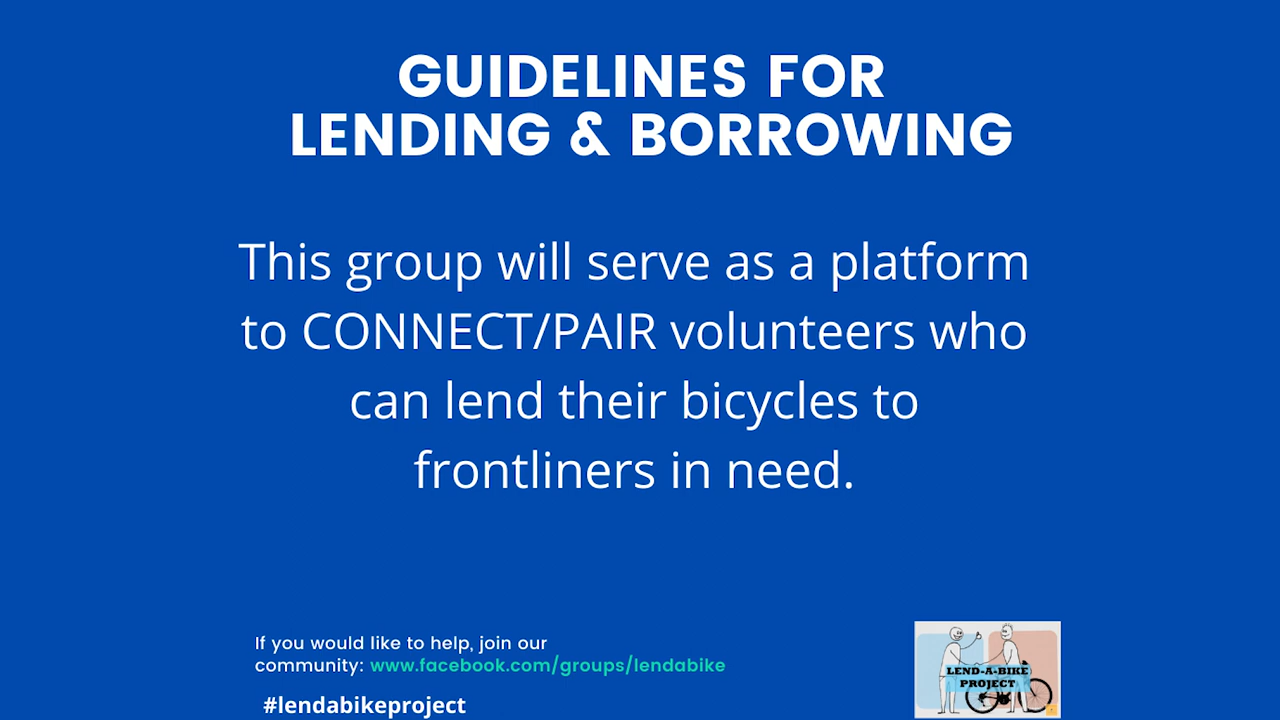 GUIDELINES FOR
LENDING & BORROWING
This group will serve as a platform
to CONNECT/PAIR volunteers who
can lend their bicycles to
frontliners in need.
If you would like to help, join our
community: www.facebook.com/groups/lendabike
#lendabikeproject
LEND-A-BIKE
PROJECT